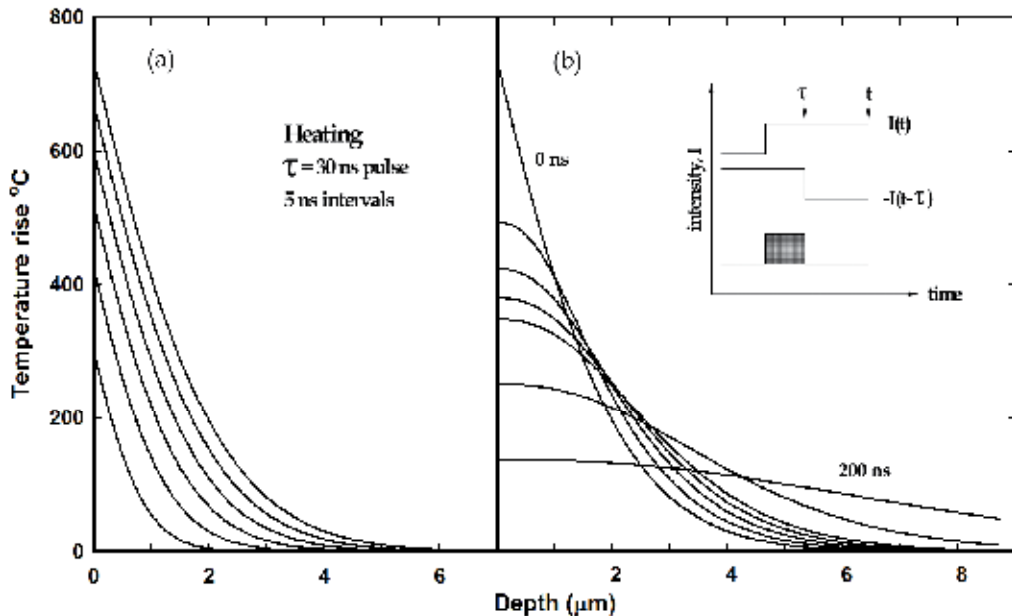 800
600
400
200
0
Temperature rise °C
(a)
Heating
τ = 30 ns pulse
5 ns intervals
0
2
4
6
(b)
0 ns
200 ns
τ
t
I(t)
-I(t-τ)
intensity, I
time
2
4
6
8
Depth (μm)